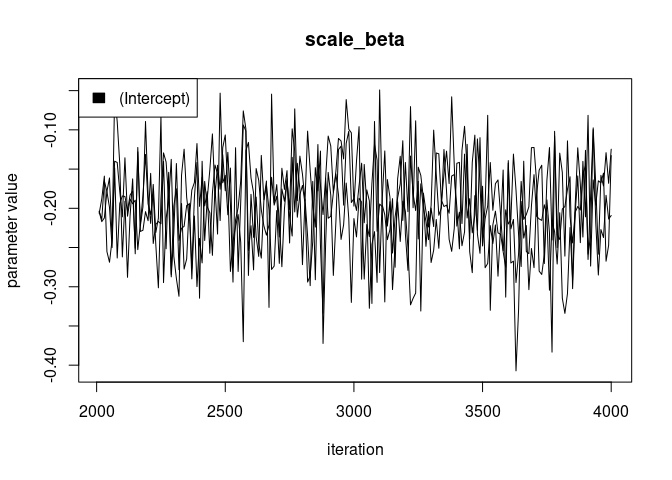 scale_beta
(Intercept)
parameter value
-0.10
-0.20
-0.30
-0.40
2000 2500 3000 3500 4000
iteration